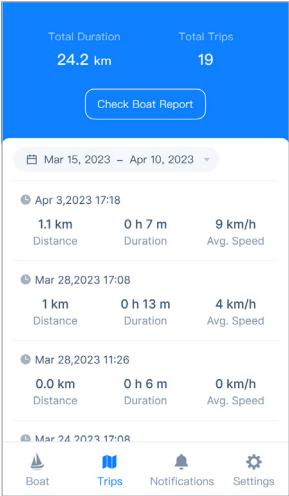 Total Duration Total Trips
24.2 km 19
Check Boat Report
Mar 15, 2023 – Apr 10, 2023
Apr 3,2023 17:18
1.1 km 0 h 7 m 9 km/h
Distance Duration Avg. Speed
Mar 28,2023 17:08
1 km 0 h 13 m 4 km/h
Distance Duration Avg. Speed
Mar 28,2023 11:26
0.0 km 0 h 6 m 0 km/h
Distance Duration Avg. Speed
Mar 24,2023 17:08
Boat Trips Notifications Settings